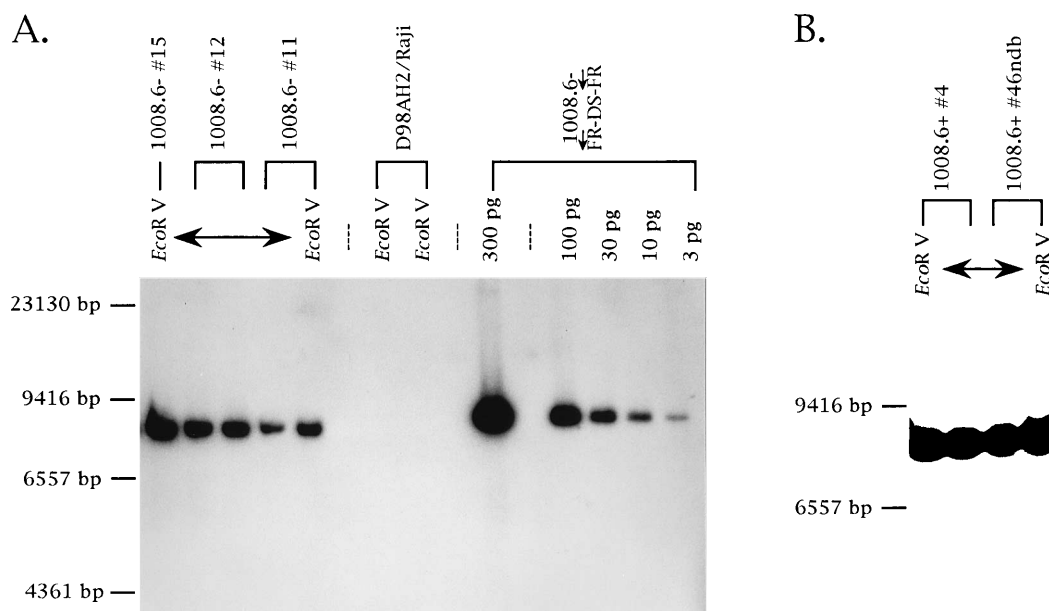 A.
1008.6- #15
1008.6- #12
1008.6- #11
D98AH2/Raji
1008.6-
FR-DS-FR
EcoR V
EcoR V
----
EcoR V
EcoR V
----
300 pg
----
100 pg
30 pg
10 pg
3 pg
23130 bp
9416 bp
6557 bp
4361 bp
B.
1008.6+ #4
1008.6+ #46ndb
EcoR V
EcoR V
9416 bp
6557 bp